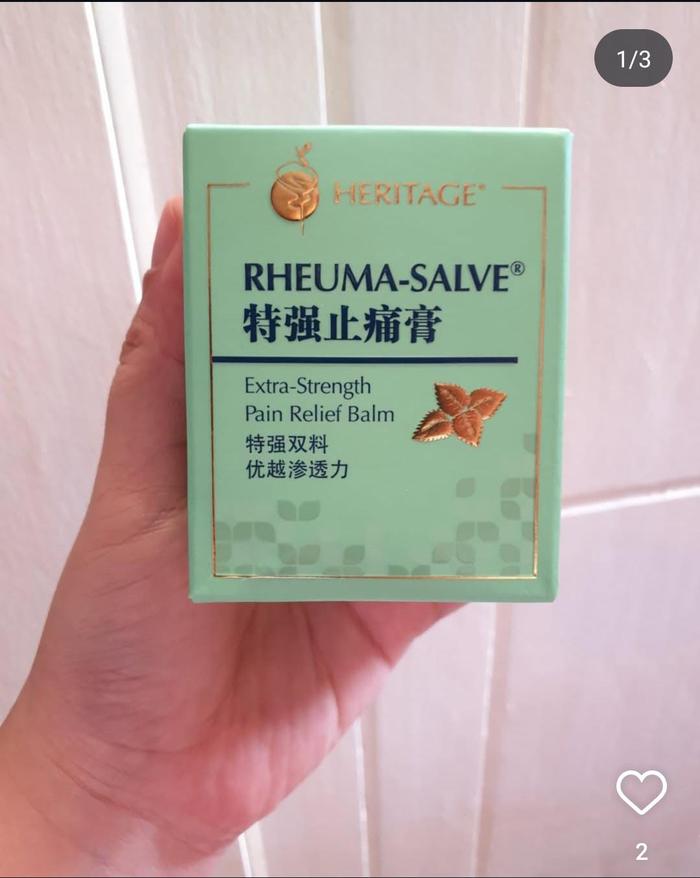 1/3
HERITAGE®
RHEUMA-SALVE®
特强止痛膏
Extra-Strength
Pain Relief Balm
特强双料
优越渗透力
2